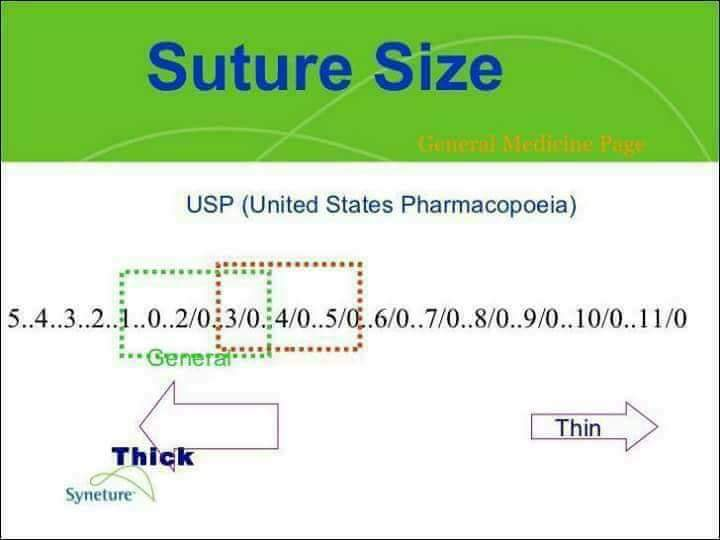 Suture Size
General Medicine Page
USP (United States Pharmacopoeia)
5..4..3..2..1..0..2/0..3/0..4/0..5/0..6/0..7/0..8/0..9/0..10/0..11/0
General
Thin
Thick
Syneture